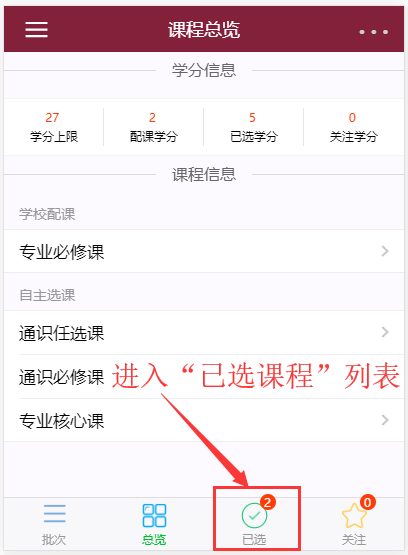 课程总览
学分信息
27 2 5 0
学分上限 配课学分 已选学分 关注学分
课程信息
学校配课
专业必修课
自主选课
通识任选课
通识必修课
进入“已选课程”列表
专业核心课
2 0
批次 总览 已选 关注